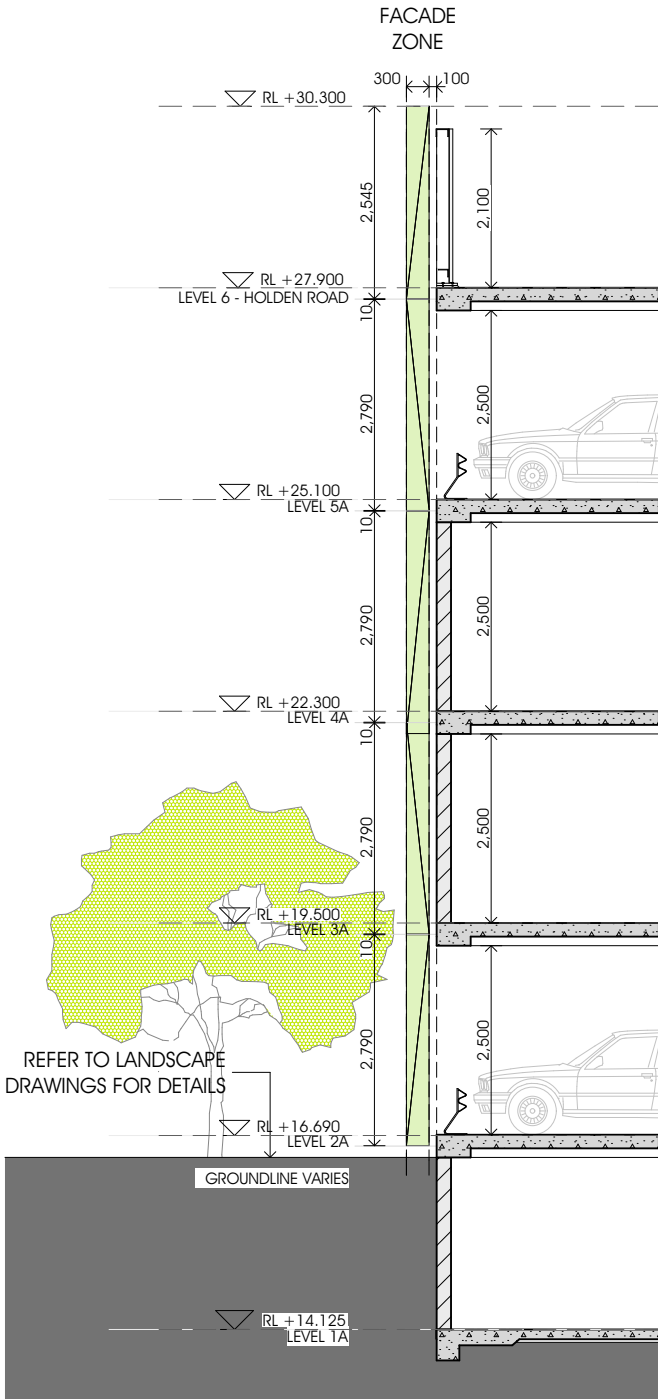 FACADE
ZONE
300
100
RL +30.300
2,545
2,100
RL +27.900
LEVEL 6 - HOLDEN ROAD
10
2,790
2,500
RL +25.100
LEVEL 5A
10
2,790
2,500
RL +22.300
LEVEL 4A
10
2,790
2,500
RL +19.500
LEVEL 3A
10
2,790
2,500
REFER TO LANDSCAPE
DRAWINGS FOR DETAILS
RL +16.690
LEVEL 2A
GROUNDLINE VARIES
RL +14.125
LEVEL 1A